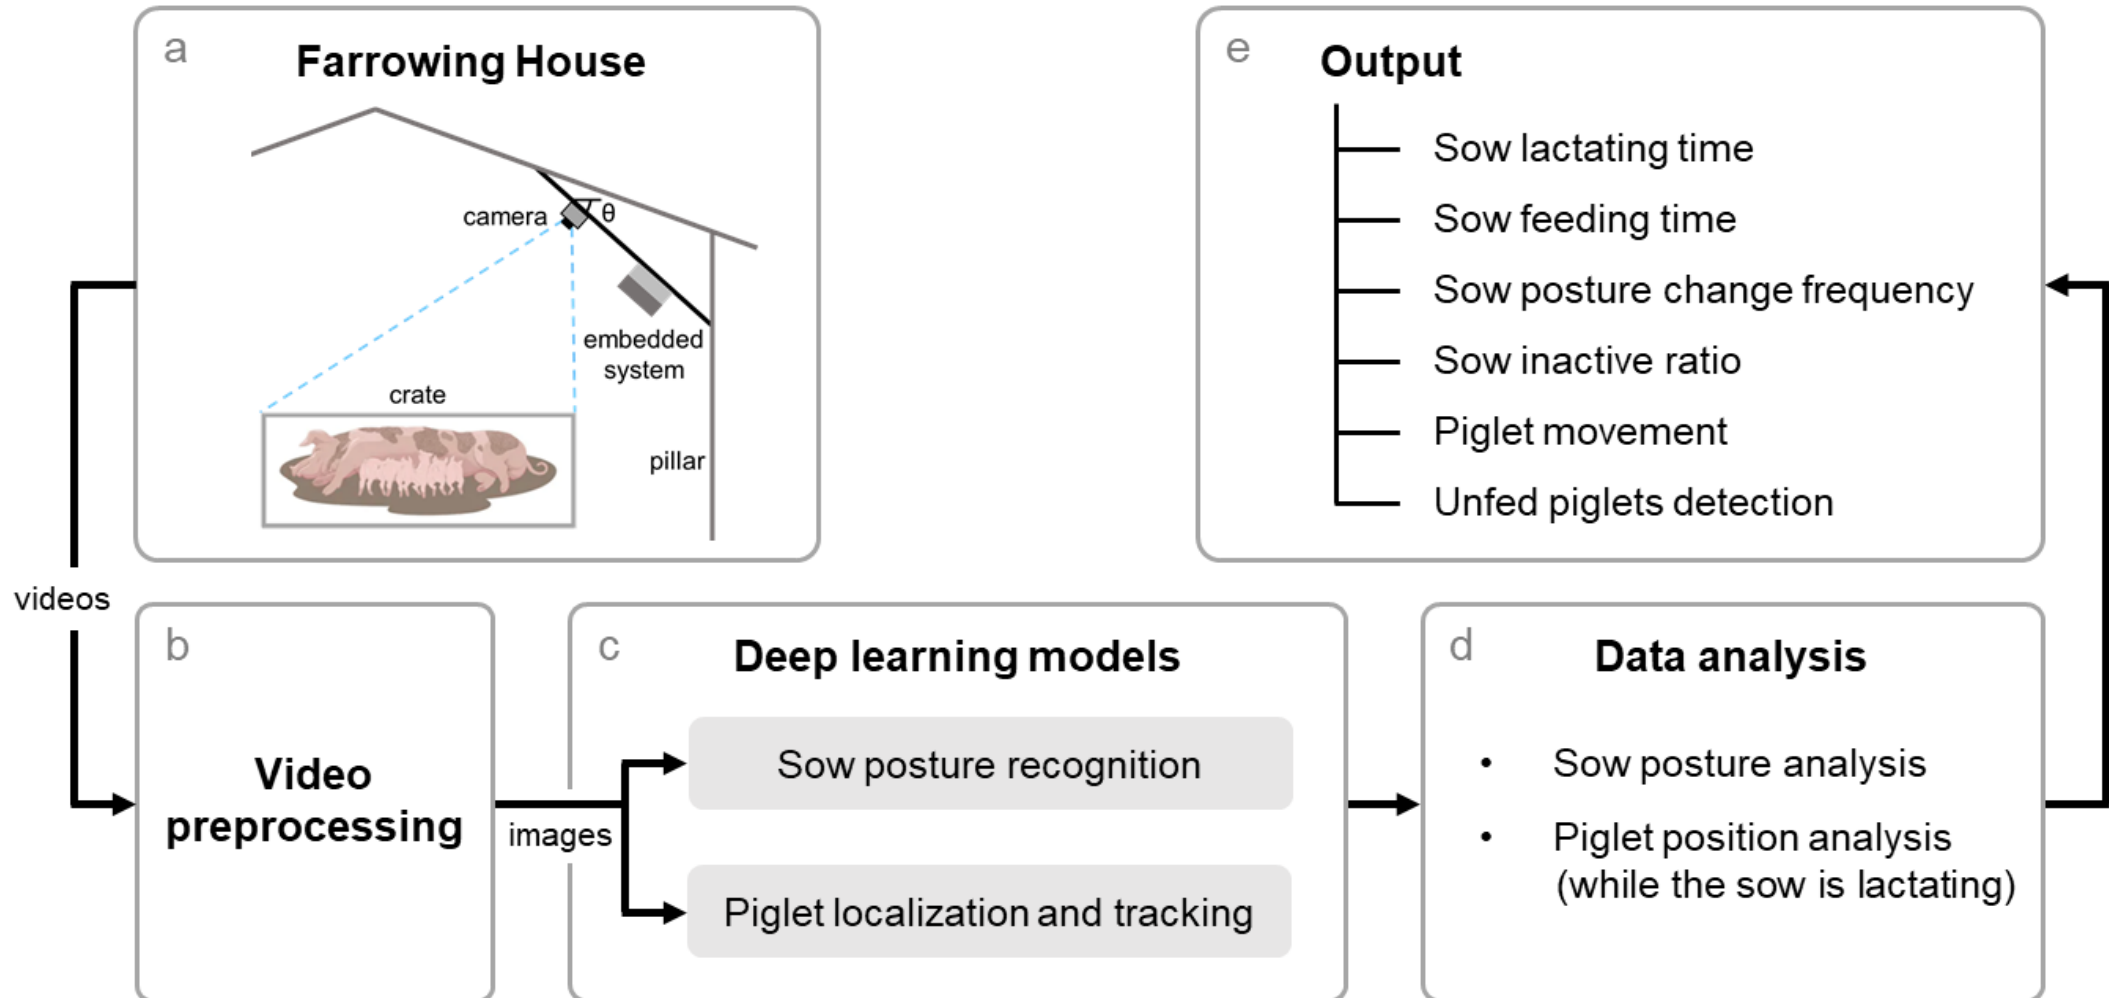 a
Farrowing House
camera
θ
embedded
system
crate
pillar
videos
b
Video
preprocessing
images
c
Deep learning models
Sow posture recognition
Piglet localization and tracking
d
Data analysis
• Sow posture analysis
• Piglet position analysis
(while the sow is lactating)
e
Output
Sow lactating time
Sow feeding time
Sow posture change frequency
Sow inactive ratio
Piglet movement
Unfed piglets detection